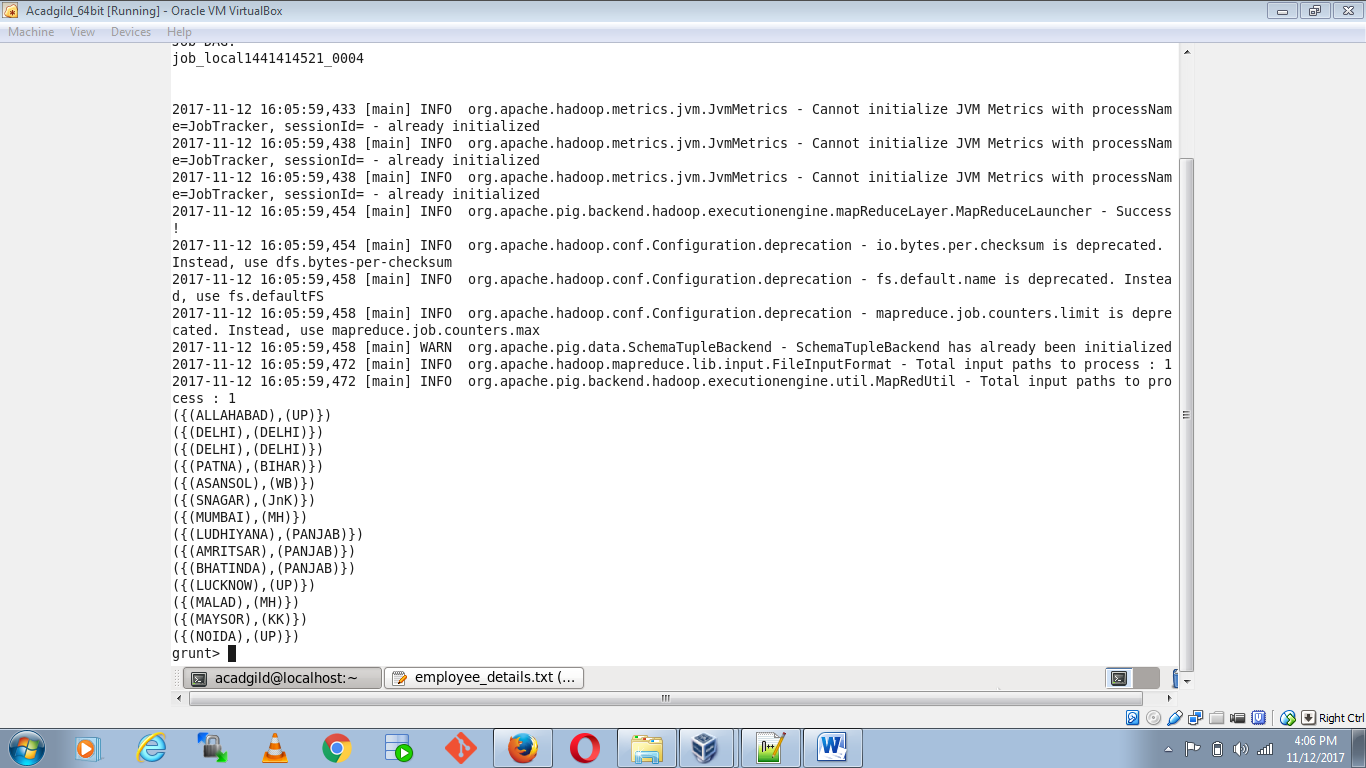 Acadgild_64bit [Running] - Oracle VM VirtualBox
Machine View Devices Help
Job DAG:
job_local1441414521_0004
2017-11-12 16:05:59,433 [main] INFO  org.apache.hadoop.metrics.jvm.JvmMetrics - Cannot initialize JVM Metrics with processNam
e=JobTracker, sessionId= - already initialized
2017-11-12 16:05:59,438 [main] INFO  org.apache.hadoop.metrics.jvm.JvmMetrics - Cannot initialize JVM Metrics with processNam
e=JobTracker, sessionId= - already initialized
2017-11-12 16:05:59,438 [main] INFO  org.apache.hadoop.metrics.jvm.JvmMetrics - Cannot initialize JVM Metrics with processNam
e=JobTracker, sessionId= - already initialized
2017-11-12 16:05:59,454 [main] INFO  org.apache.pig.backend.hadoop.executionengine.mapReduceLayer.MapReduceLauncher - Success
!
2017-11-12 16:05:59,454 [main] INFO  org.apache.hadoop.conf.Configuration.deprecation - io.bytes.per.checksum is deprecated.
Instead, use dfs.bytes-per-checksum
2017-11-12 16:05:59,458 [main] INFO  org.apache.hadoop.conf.Configuration.deprecation - fs.default.name is deprecated. Instea
d, use fs.defaultFS
2017-11-12 16:05:59,458 [main] INFO  org.apache.hadoop.conf.Configuration.deprecation - mapreduce.job.counters.limit is depre
cated. Instead, use mapreduce.job.counters.max
2017-11-12 16:05:59,458 [main] WARN  org.apache.pig.data.SchemaTupleBackend - SchemaTupleBackend has already been initialized
2017-11-12 16:05:59,472 [main] INFO  org.apache.hadoop.mapreduce.lib.input.FileInputFormat - Total input paths to process : 1
2017-11-12 16:05:59,472 [main] INFO  org.apache.pig.backend.hadoop.executionengine.util.MapRedUtil - Total input paths to pro
cess : 1
({(ALLAHABAD),(UP)})
({(DELHI),(DELHI)})
({(DELHI),(DELHI)})
({(PATNA),(BIHAR)})
({(ASANSOL),(WB)})
({(SNAGAR),(JnK)})
({(MUMBAI),(MH)})
({(LUDHIYANA),(PANJAB)})
({(AMRITSAR),(PANJAB)})
({(BHATINDA),(PANJAB)})
({(LUCKNOW),(UP)})
({(MALAD),(MH)})
({(MAYSOR),(KK)})
({(NOIDA),(UP)})
grunt>
acadgild@localhost:~ employee_details.txt (...
Right Ctrl
4:06 PM
11/12/2017